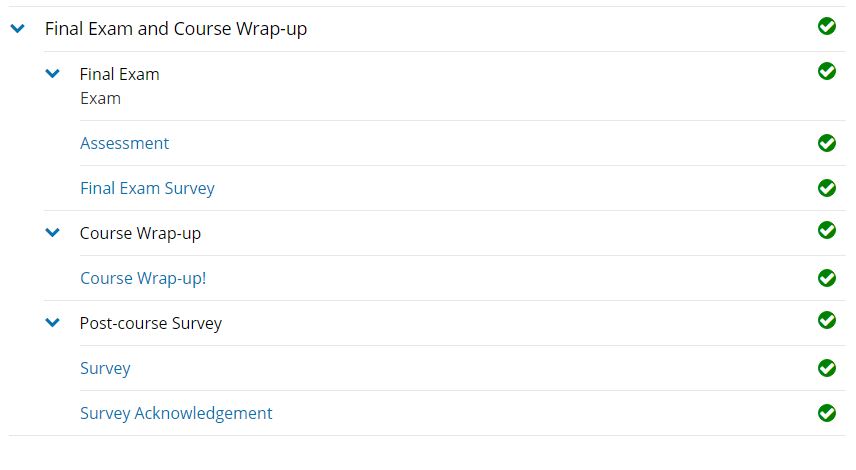 Final Exam and Course Wrap-up
Final Exam
Exam
Assessment
Final Exam Survey
Course Wrap-up
Course Wrap-up!
Post-course Survey
Survey
Survey Acknowledgement